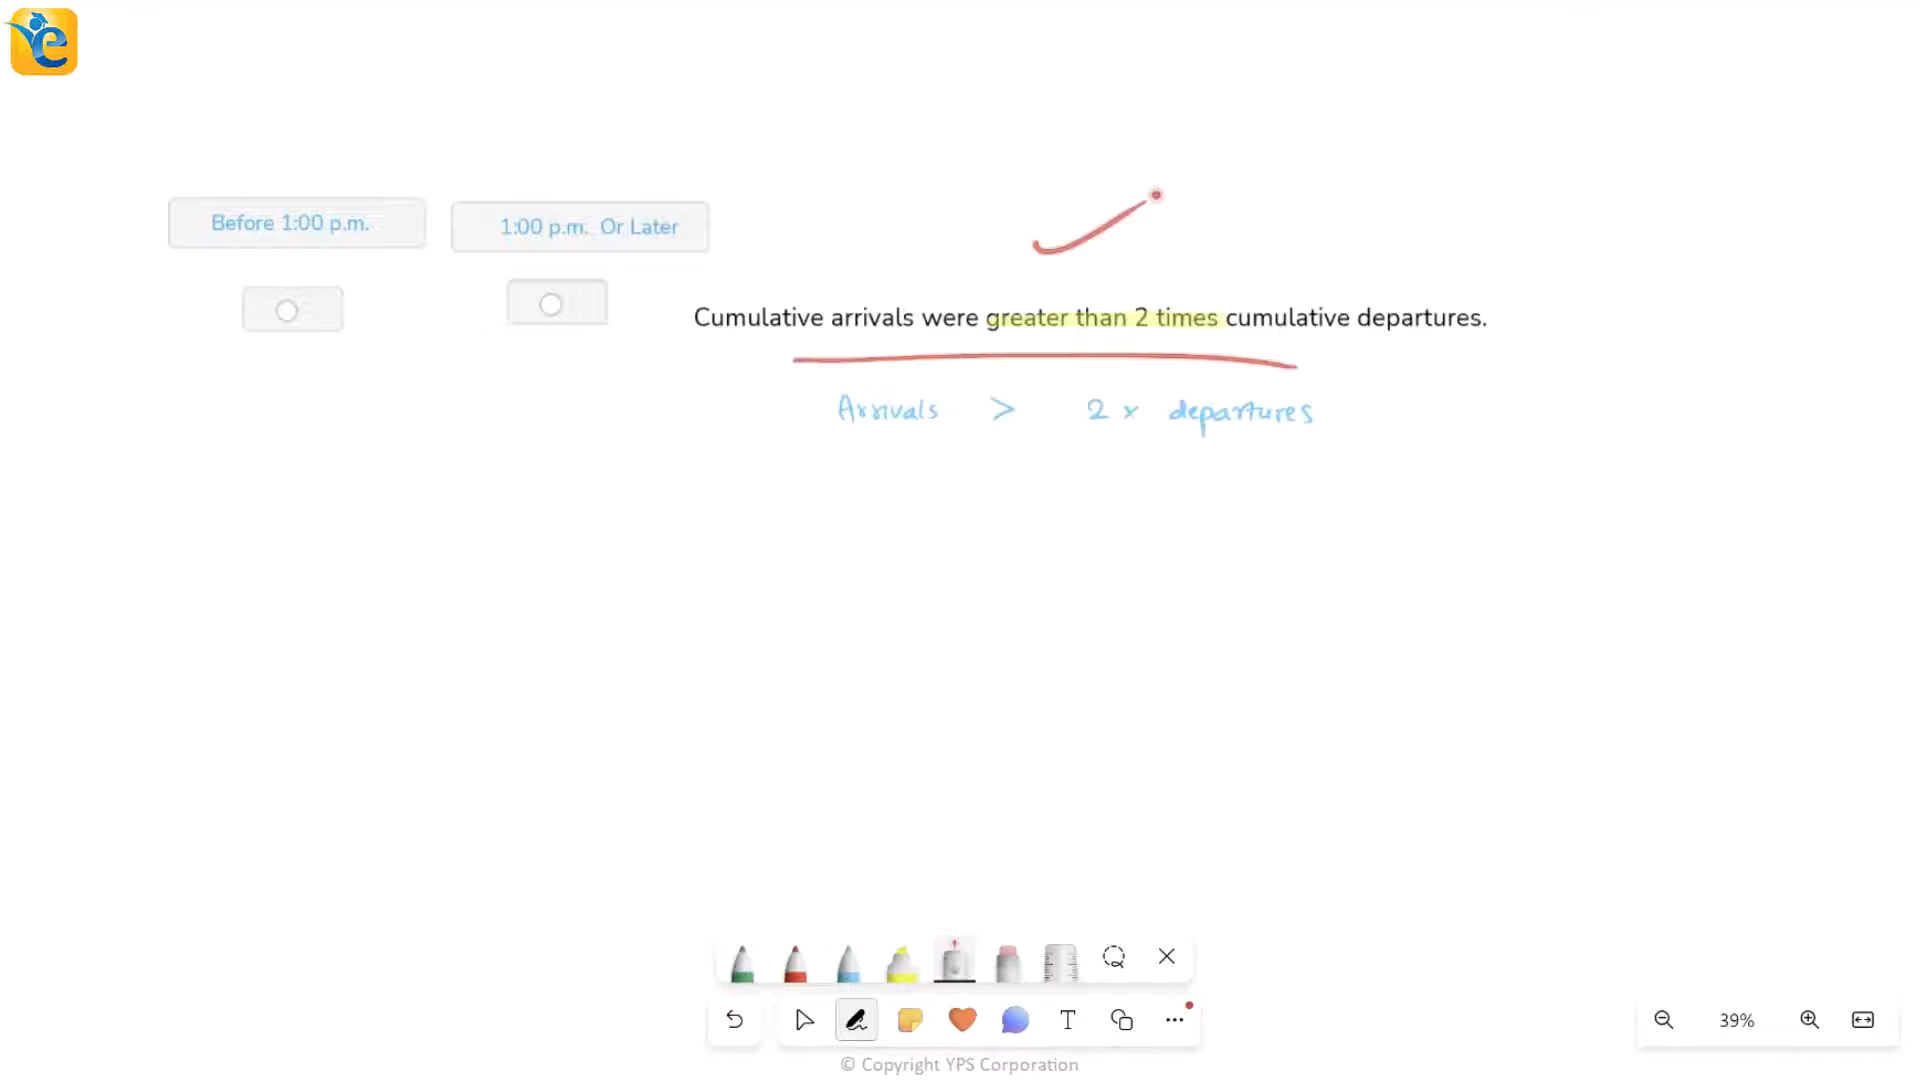 Before 1:00 p.m.
1:00 p.m. Or Later
Cumulative arrivals were greater than 2 times cumulative departures.
Arrivals > 2 × departures
39%
© Copyright YPS Corporation